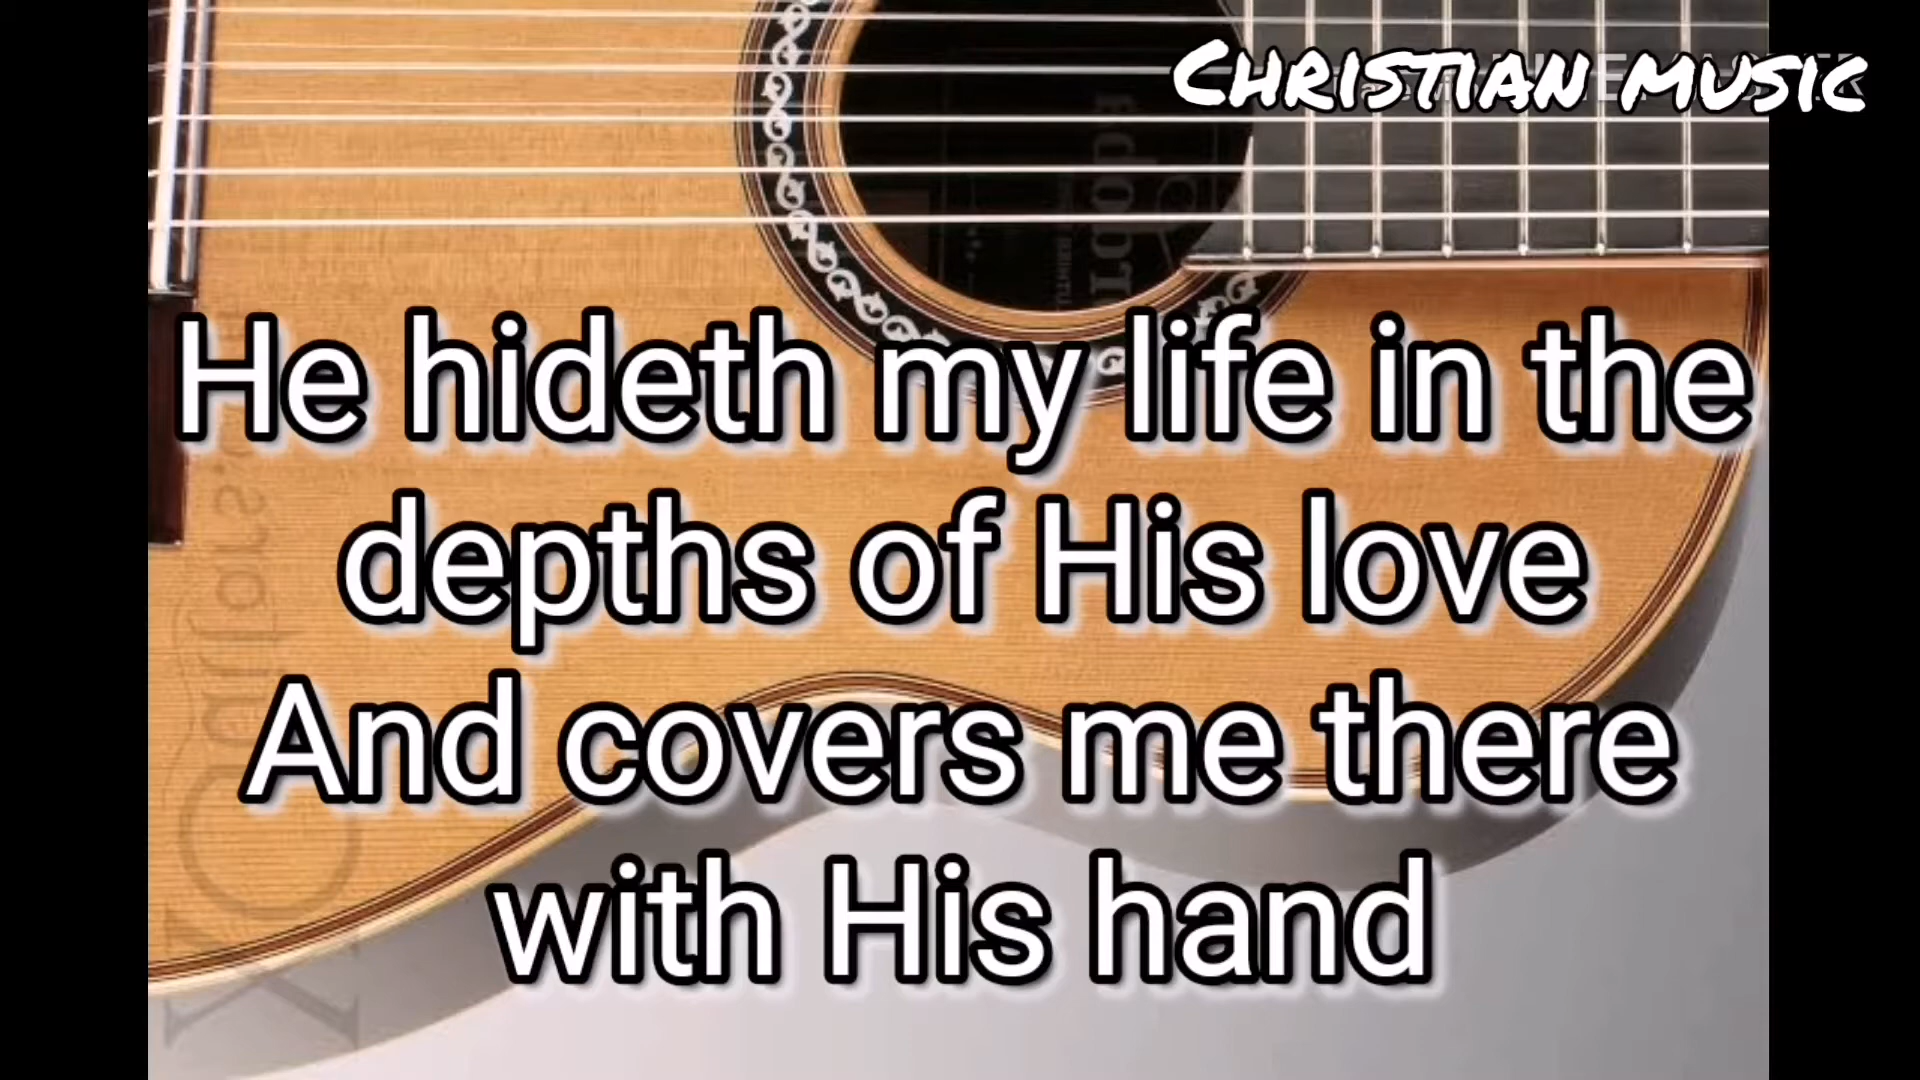 CHRISTIAN MUSIC
He hideth my life in the
depths of His love
And covers me there
with His hand